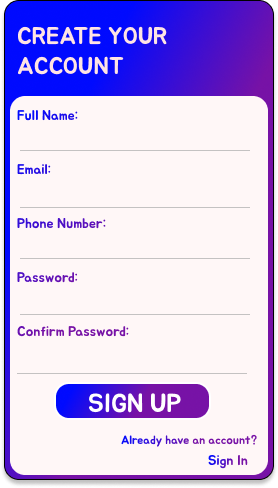 CREATE YOUR
ACCOUNT
Full Name:
Email:
Phone Number:
Password:
Confirm Password:
SIGN UP
Already have an account?
Sign In